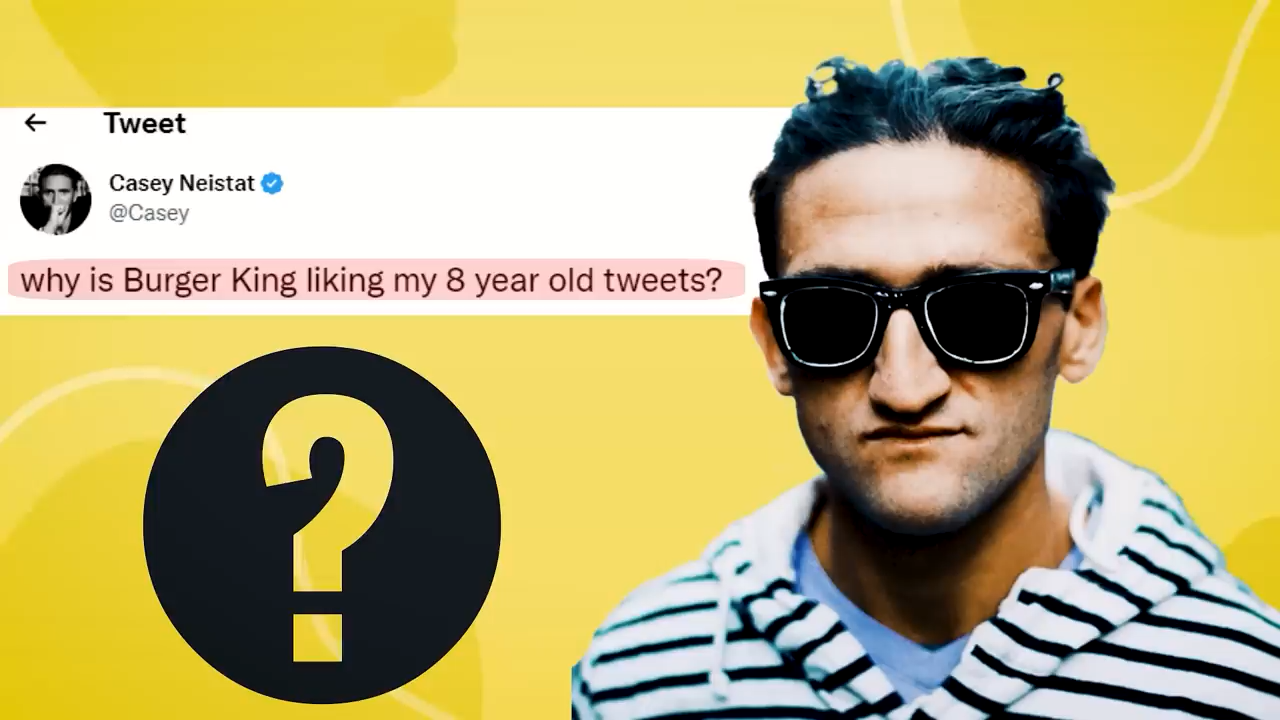 Tweet
Casey Neistat
@Casey
why is Burger King liking my 8 year old tweets?
?